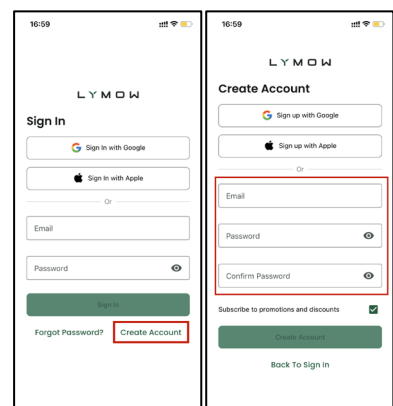 16:59
LYMOW
Sign In
Sign In with Google
Sign In with Apple
Or
Email
Password
Sign In
Forgot Password?
Create Account
16:59
LYMOW
Create Account
Sign up with Google
Sign up with Apple
Or
Email
Password
Confirm Password
Subscribe to promotions and discounts
Create Account
Back To Sign In